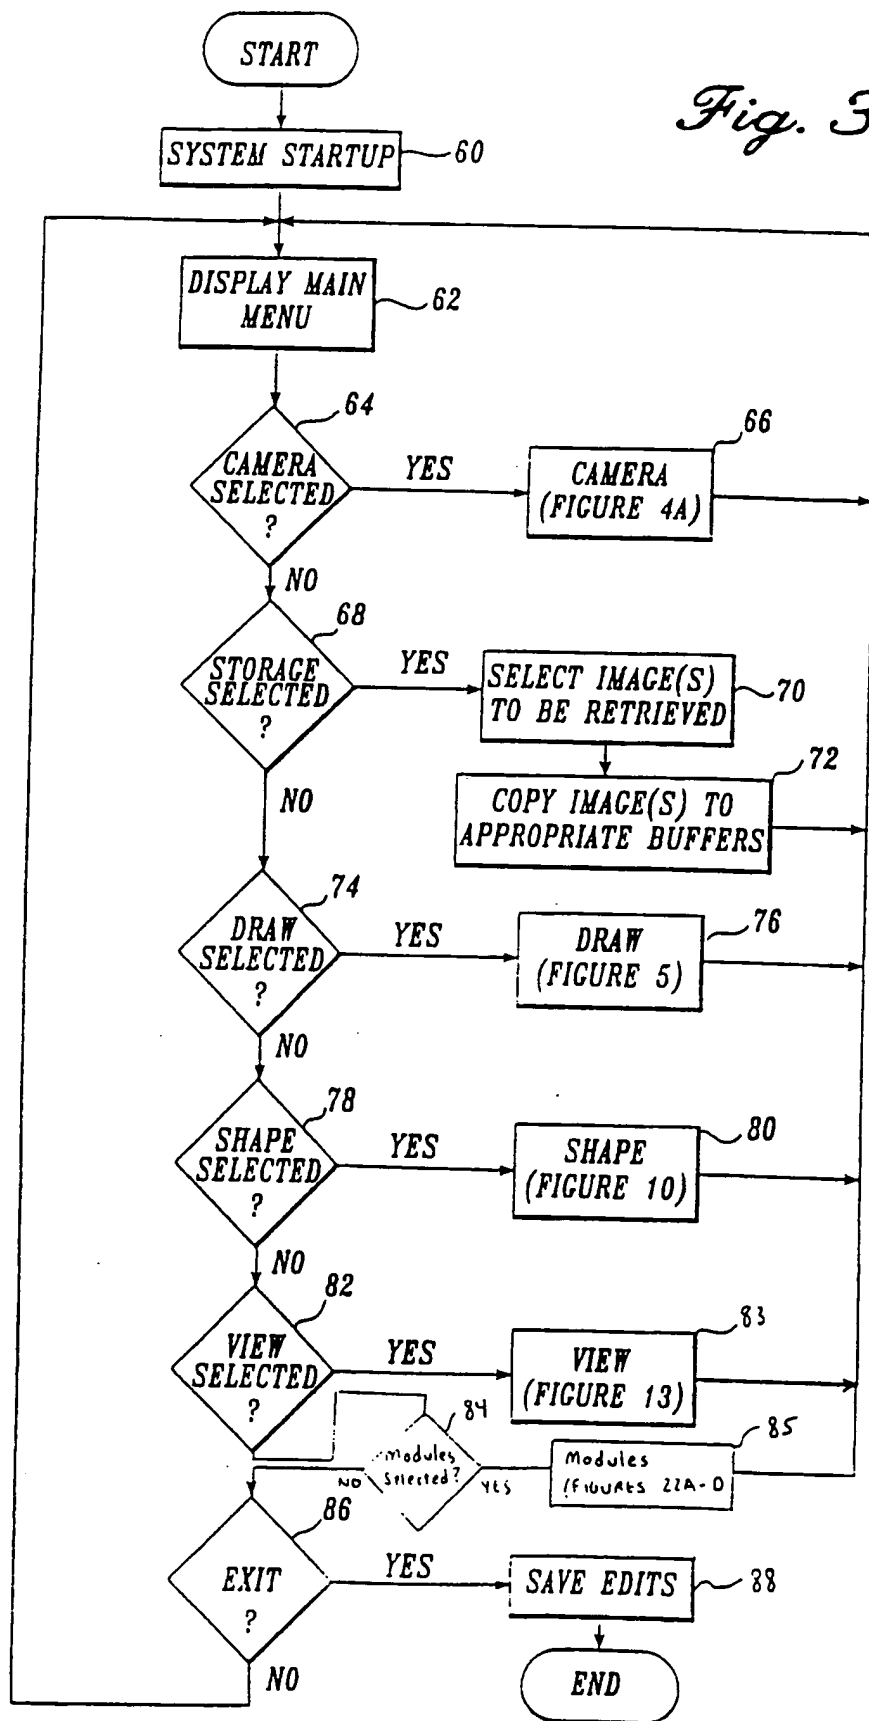 START
Fig. 3
SYSTEM STARTUP
60
DISPLAY MAIN
MENU
62
64
CAMERA
SELECTED
?
YES
66
CAMERA
(FIGURE 4A)
NO
68
STORAGE
SELECTED
?
YES
SELECT IMAGE(S)
TO BE RETRIEVED
70
72
COPY IMAGE(S) TO
APPROPRIATE BUFFERS
NO
74
DRAW
SELECTED
?
YES
76
DRAW
(FIGURE 5)
NO
78
SHAPE
SELECTED
?
YES
80
SHAPE
(FIGURE 10)
NO
82
VIEW
SELECTED
?
YES
83
VIEW
(FIGURE 13)
84
Modules
Selected?
NO
YES
85
Modules
(FIGURES 22A-D
86
EXIT
?
YES
SAVE EDITS
88
NO
END